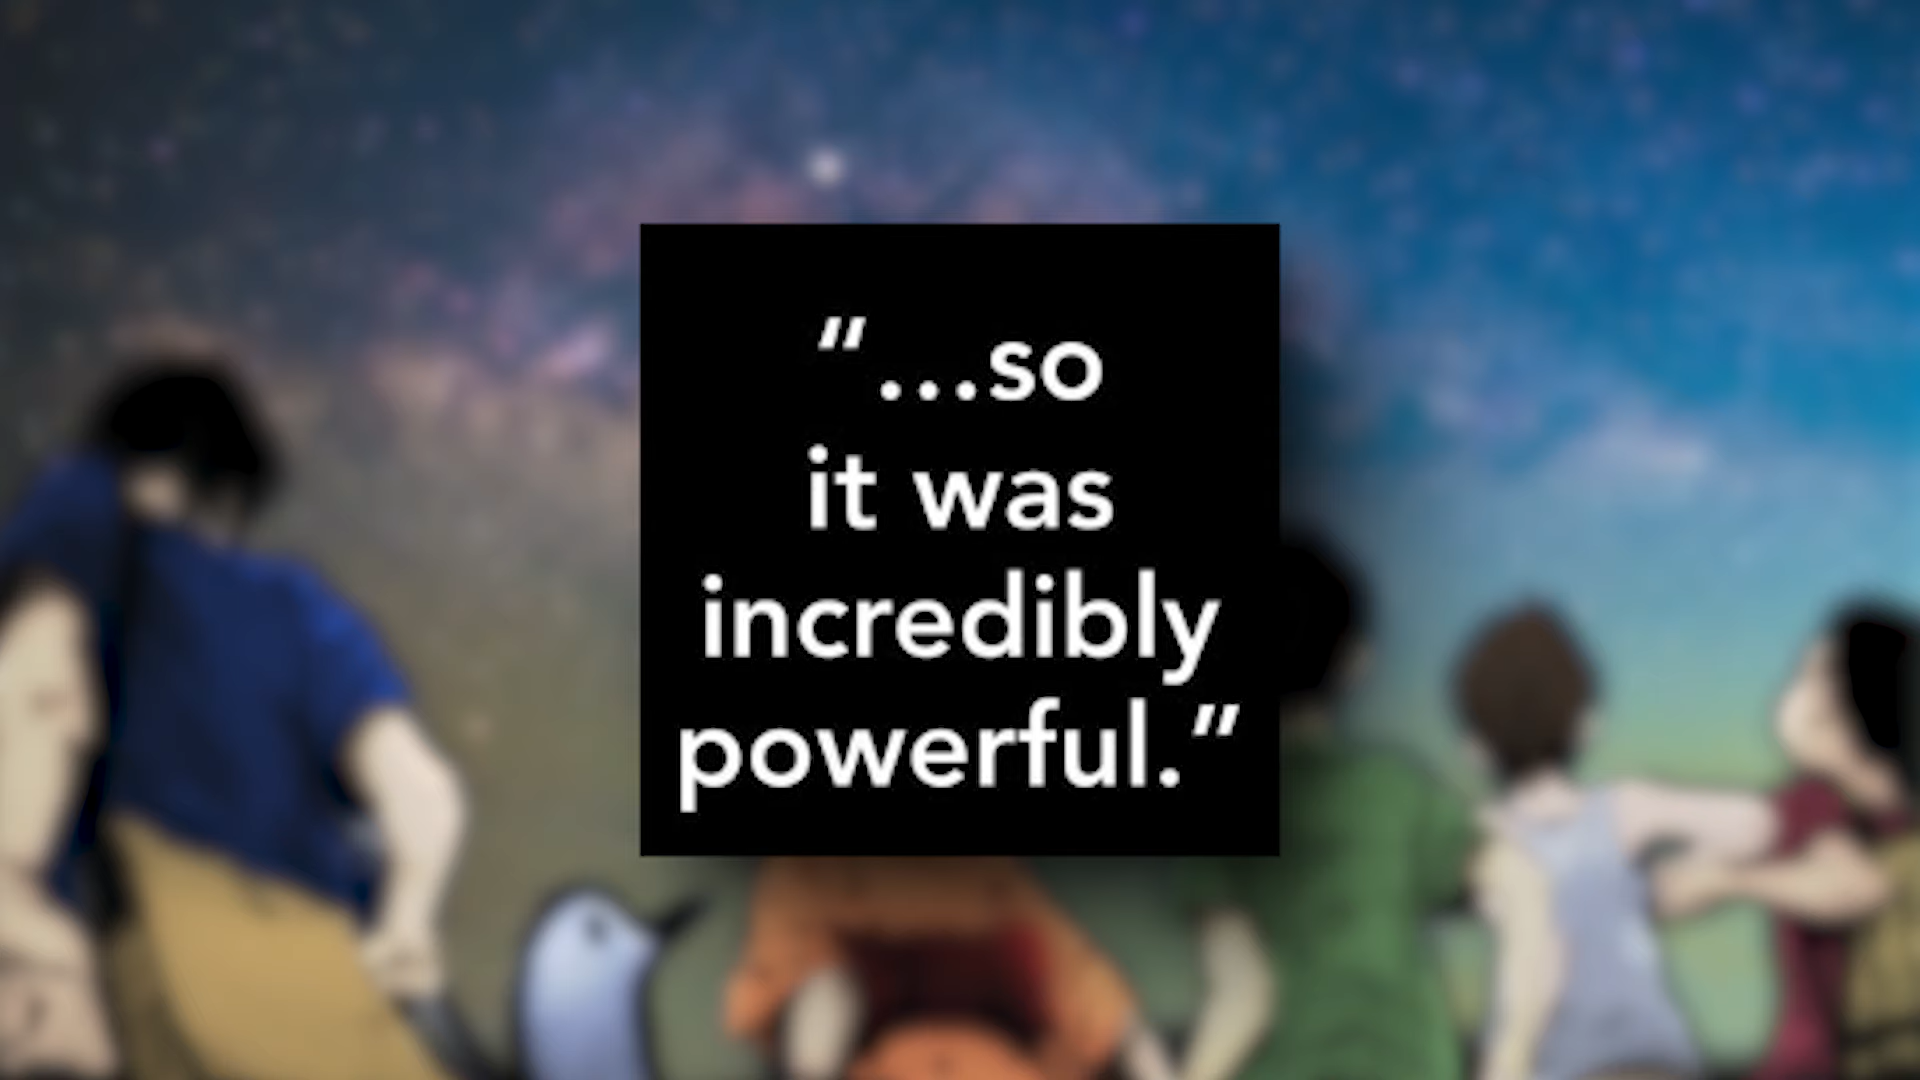 “...so
it was
incredibly
powerful.”